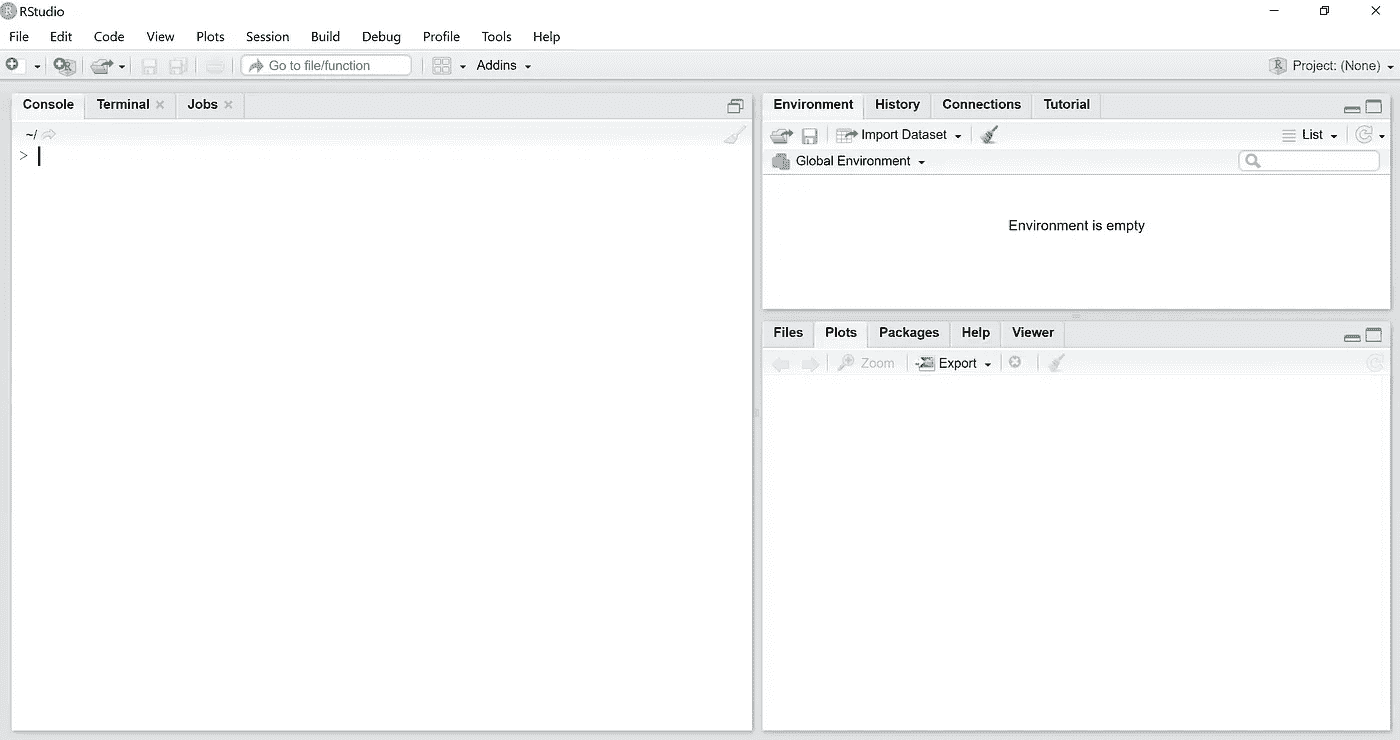 RStudio
File Edit Code View Plots Session Build Debug Profile Tools Help
Go to file/function Addins Project: (None)
Console Terminal Jobs
~/
>
Environment History Connections Tutorial
Import Dataset List
Global Environment
Environment is empty
Files Plots Packages Help Viewer
Zoom Export